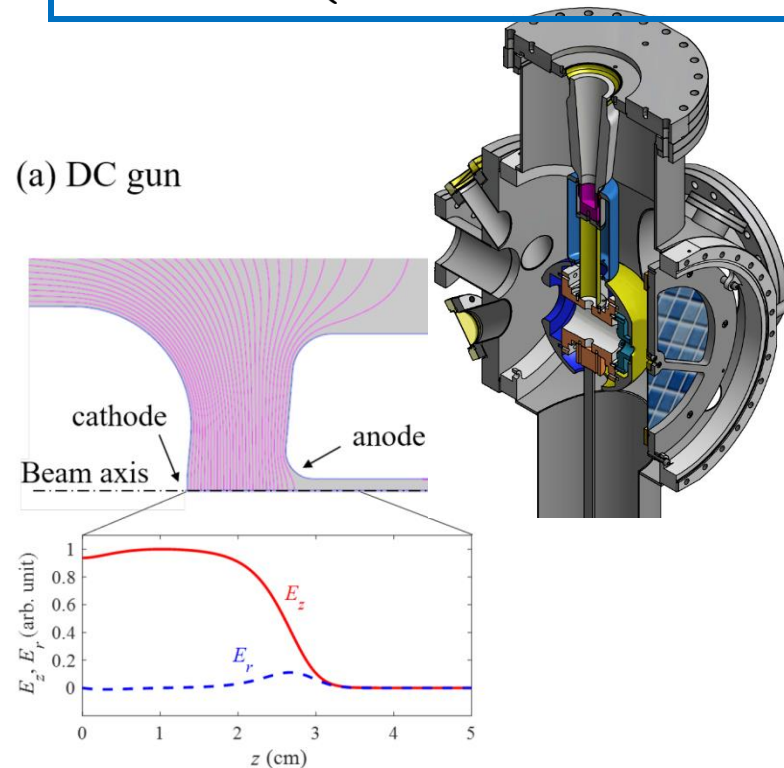 (a) DC gun
cathode
anode
Beam axis
E_z, E_r (arb. unit)
1
0.8
0.6
0.4
0.2
0
E_z
E_r
0 1 2 3 4 5
z (cm)